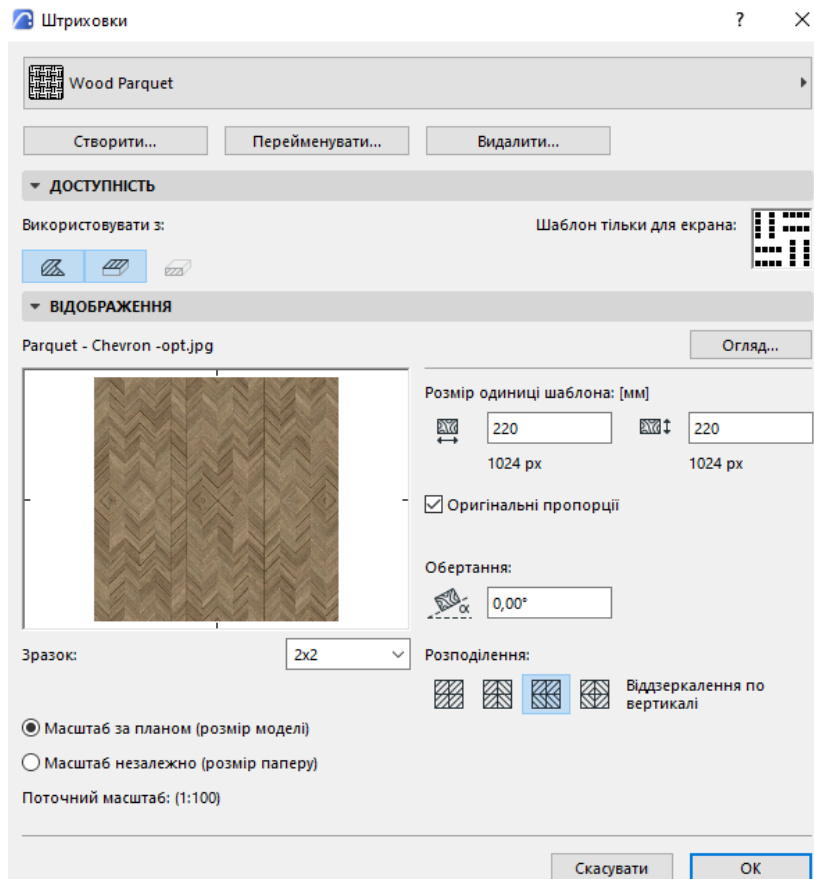 Штриховки
?
Wood Parquet
Створити...
Перейменувати...
Видалити...
ДОСТУПНІСТЬ
Використовувати з:
Шаблон тільки для екрана:
ВІДОБРАЖЕННЯ
Parquet - Chevron -opt.jpg
Огляд...
Розмір одиниці шаблона: [мм]
220
220
1024 px
1024 px
Оригінальні пропорції
Обертання:
α
0,00°
Зразок:
2x2
Розподілення:
Віддзеркалення по
вертикалі
Масштаб за планом (розмір моделі)
Масштаб незалежно (розмір паперу)
Поточний масштаб: (1:100)
Скасувати
OK